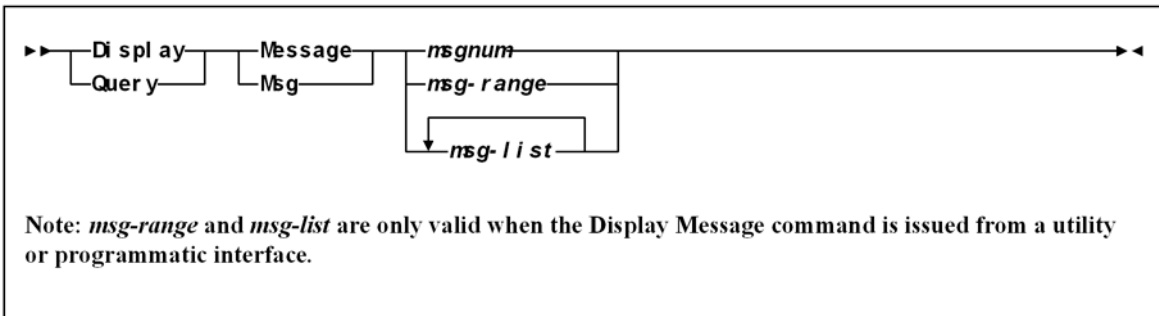 Display Message msgnum
Query Msg msg-range
msg-list
Note: msg-range and msg-list are only valid when the Display Message command is issued from a utility
or programmatic interface.